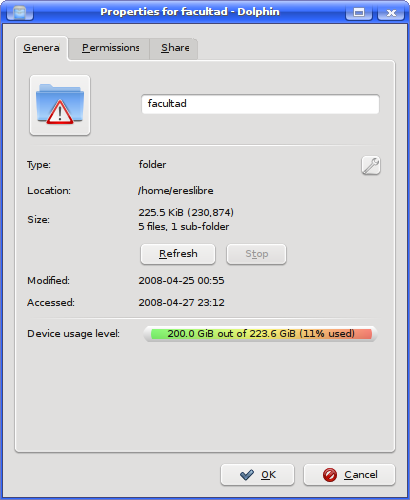 Properties for facultad - Dolphin
Genera Permissions Share
facultad
Type: folder
Location: /home/ereslibre
Size: 225.5 KiB (230,874)
5 files, 1 sub-folder
Refresh Stop
Modified: 2008-04-25 00:55
Accessed: 2008-04-27 23:12
Device usage level: 200.0 GiB out of 223.6 GiB (11% used)
OK Cancel